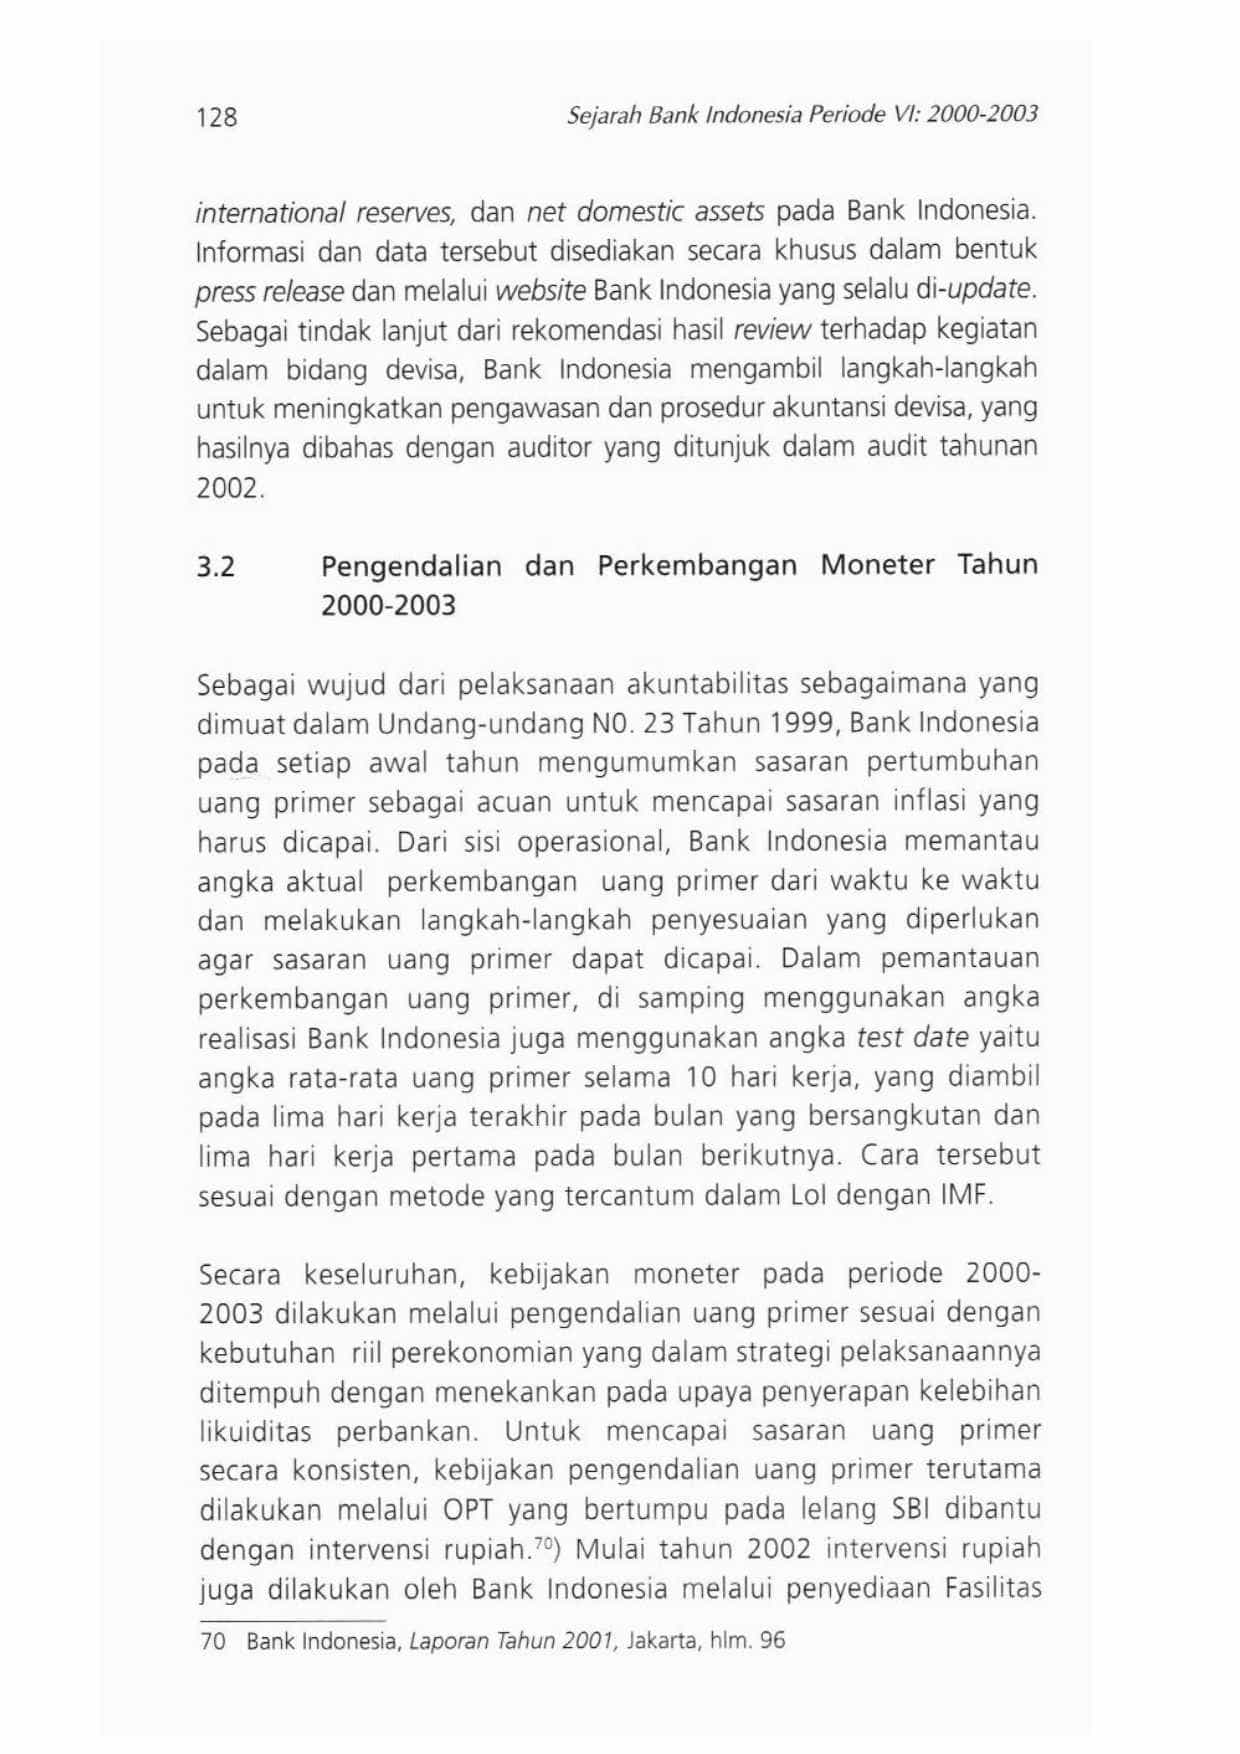 128
Sejarah Bank Indonesia Periode VI: 2000-2003
international reserves, dan net domestic assets pada Bank Indonesia.
Informasi dan data tersebut disediakan secara khusus dalam bentuk
press release dan melalui website Bank Indonesia yang selalu di-update.
Sebagai tindak lanjut dari rekomendasi hasil review terhadap kegiatan
dalam bidang devisa, Bank Indonesia mengambil langkah-langkah
untuk meningkatkan pengawasan dan prosedur akuntansi devisa, yang
hasilnya dibahas dengan auditor yang ditunjuk dalam audit tahunan
2002.
3.2 Pengendalian dan Perkembangan Moneter Tahun
2000-2003
Sebagai wujud dari pelaksanaan akuntabilitas sebagaimana yang
dimuat dalam Undang-undang NO. 23 Tahun 1999, Bank Indonesia
pada setiap awal tahun mengumumkan sasaran pertumbuhan
uang primer sebagai acuan untuk mencapai sasaran inflasi yang
harus dicapai. Dari sisi operasional, Bank Indonesia memantau
angka aktual perkembangan uang primer dari waktu ke waktu
dan melakukan langkah-langkah penyesuaian yang diperlukan
agar sasaran uang primer dapat dicapai. Dalam pemantauan
perkembangan uang primer, di samping menggunakan angka
realisasi Bank Indonesia juga menggunakan angka test date yaitu
angka rata-rata uang primer selama 10 hari kerja, yang diambil
pada lima hari kerja terakhir pada bulan yang bersangkutan dan
lima hari kerja pertama pada bulan berikutnya. Cara tersebut
sesuai dengan metode yang tercantum dalam LoI dengan IMF.
Secara keseluruhan, kebijakan moneter pada periode 2000-
2003 dilakukan melalui pengendalian uang primer sesuai dengan
kebutuhan riil perekonomian yang dalam strategi pelaksanaannya
ditempuh dengan menekankan pada upaya penyerapan kelebihan
likuiditas perbankan. Untuk mencapai sasaran uang primer
secara konsisten, kebijakan pengendalian uang primer terutama
dilakukan melalui OPT yang bertumpu pada lelang SBI dibantu
dengan intervensi rupiah.⁷⁰) Mulai tahun 2002 intervensi rupiah
juga dilakukan oleh Bank Indonesia melalui penyediaan Fasilitas
70 Bank Indonesia, Laporan Tahun 2001, Jakarta, hlm. 96